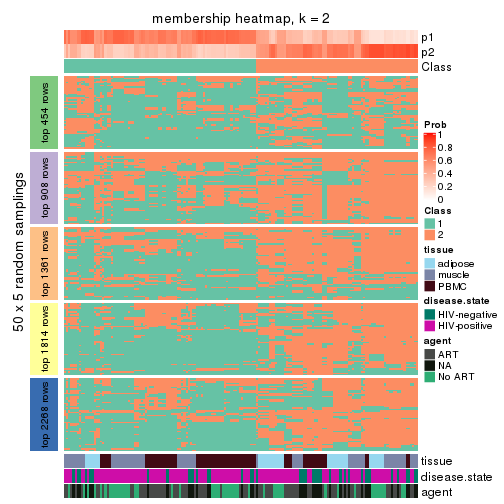 membership heatmap, k = 2
p1
p2
Class
50 x 5 random samplings
top 454 rows
top 908 rows
top 1361 rows
top 1814 rows
top 2268 rows
tissue
disease.state
agent
Prob
1
0.8
0.6
0.4
0.2
0
Class
1
2
tissue
adipose
muscle
PBMC
disease.state
HIV-negative
HIV-positive
agent
ART
NA
No ART